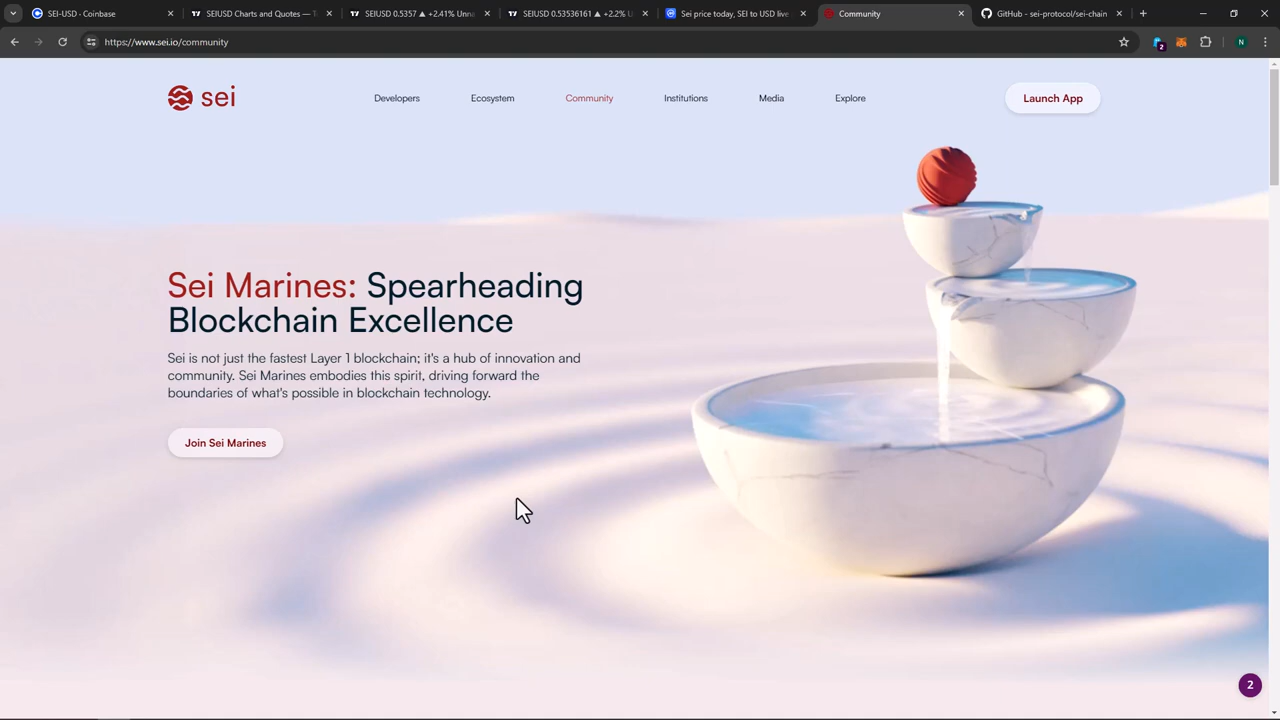 SEI-USD - Coinbase
SEIUSD Charts and Quotes — T
SEIUSD 0.5357 ▲ +2.41% Unna
SEIUSD 0.53536161 ▲ +2.2% U
Sei price today, SEI to USD live
Community
GitHub - sei-protocol/sei-chain
https://www.sei.io/community
2
N
sei
Developers
Ecosystem
Community
Institutions
Media
Explore
Launch App
Sei Marines: Spearheading
Blockchain Excellence
Sei is not just the fastest Layer 1 blockchain; it's a hub of innovation and
community. Sei Marines embodies this spirit, driving forward the
boundaries of what's possible in blockchain technology.
Join Sei Marines
2